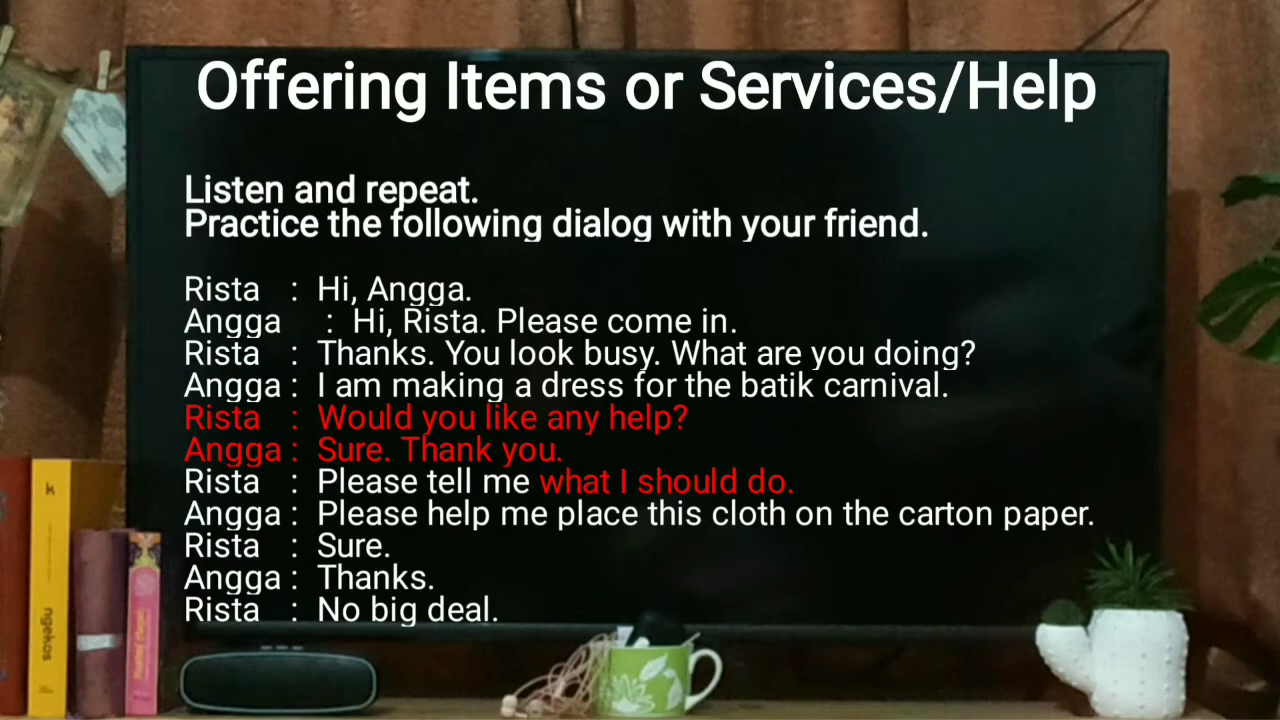 Offering Items or Services/Help
Listen and repeat.
Practice the following dialog with your friend.
Rista : Hi, Angga.
Angga : Hi, Rista. Please come in.
Rista : Thanks. You look busy. What are you doing?
Angga : I am making a dress for the batik carnival.
Rista : Would you like any help?
Angga : Sure. Thank you.
Rista : Please tell me what I should do.
Angga : Please help me place this cloth on the carton paper.
Rista : Sure.
Angga : Thanks.
Rista : No big deal.
k
ngekos